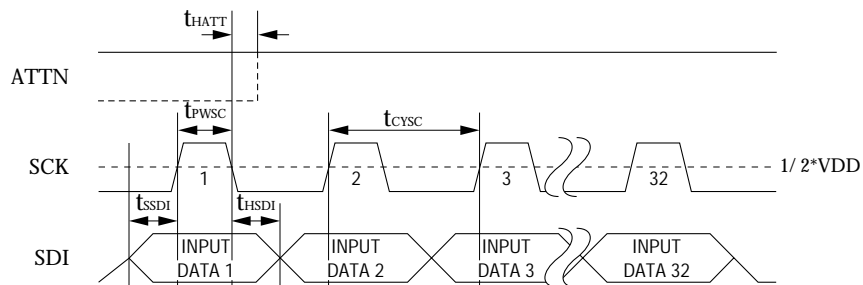 tHATT
ATTN
tPWSC
tCYSC
SCK
1
2
3
32
1/2*VDD
tSSDI
tHSDI
SDI
INPUT
DATA 1
INPUT
DATA 2
INPUT
DATA 3
INPUT
DATA 32